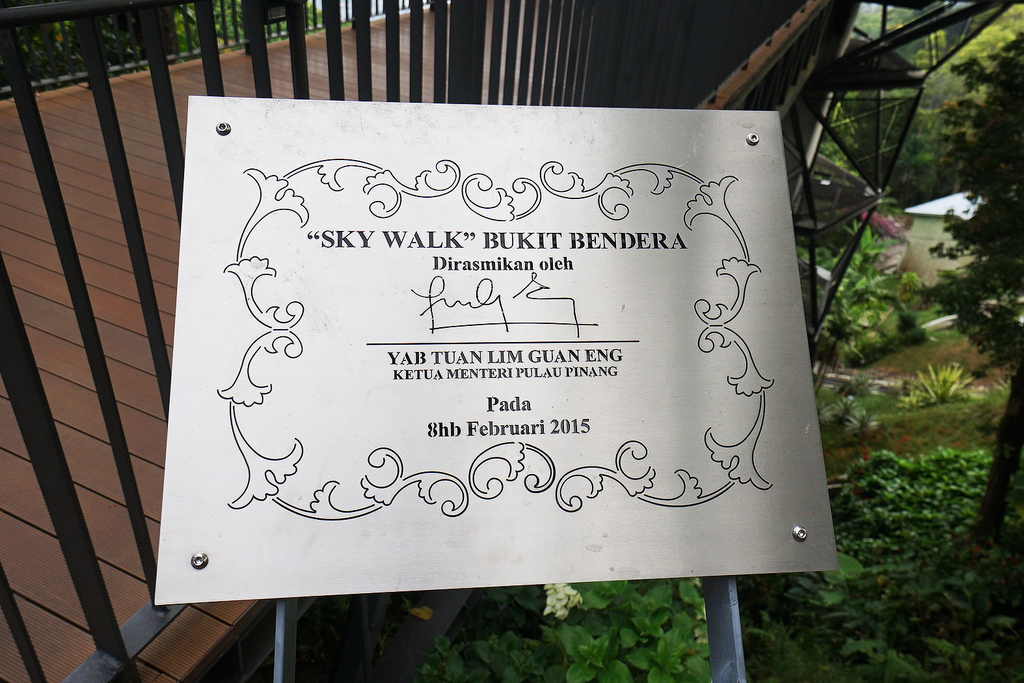 “SKY WALK” BUKIT BENDERA
Dirasmikan oleh
YAB TUAN LIM GUAN ENG
KETUA MENTERI PULAU PINANG
Pada
8hb Februari 2015